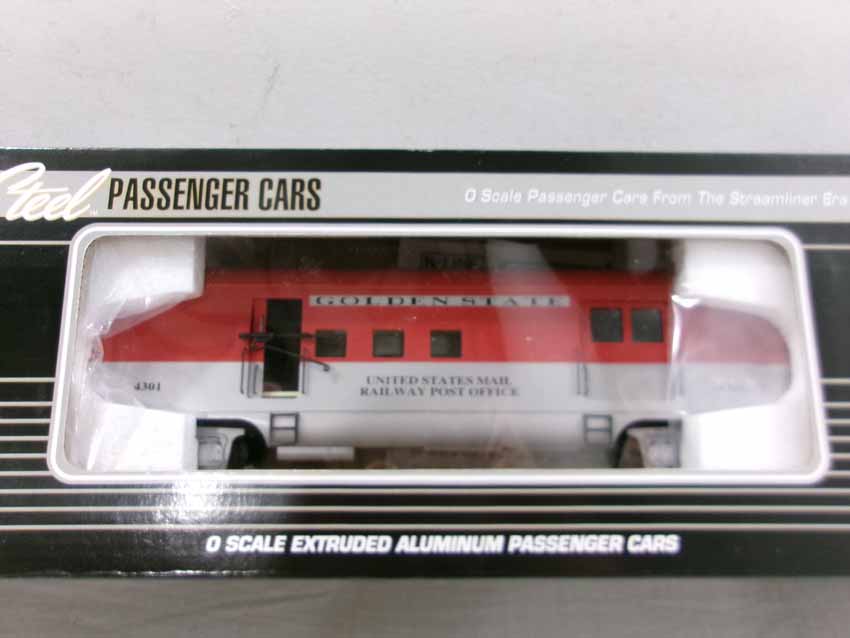 Steel™ PASSENGER CARS
O Scale Passenger Cars From The Streamliner Era
GOLDEN STATE
4301
UNITED STATES MAIL
RAILWAY POST OFFICE
O SCALE EXTRUDED ALUMINUM PASSENGER CARS